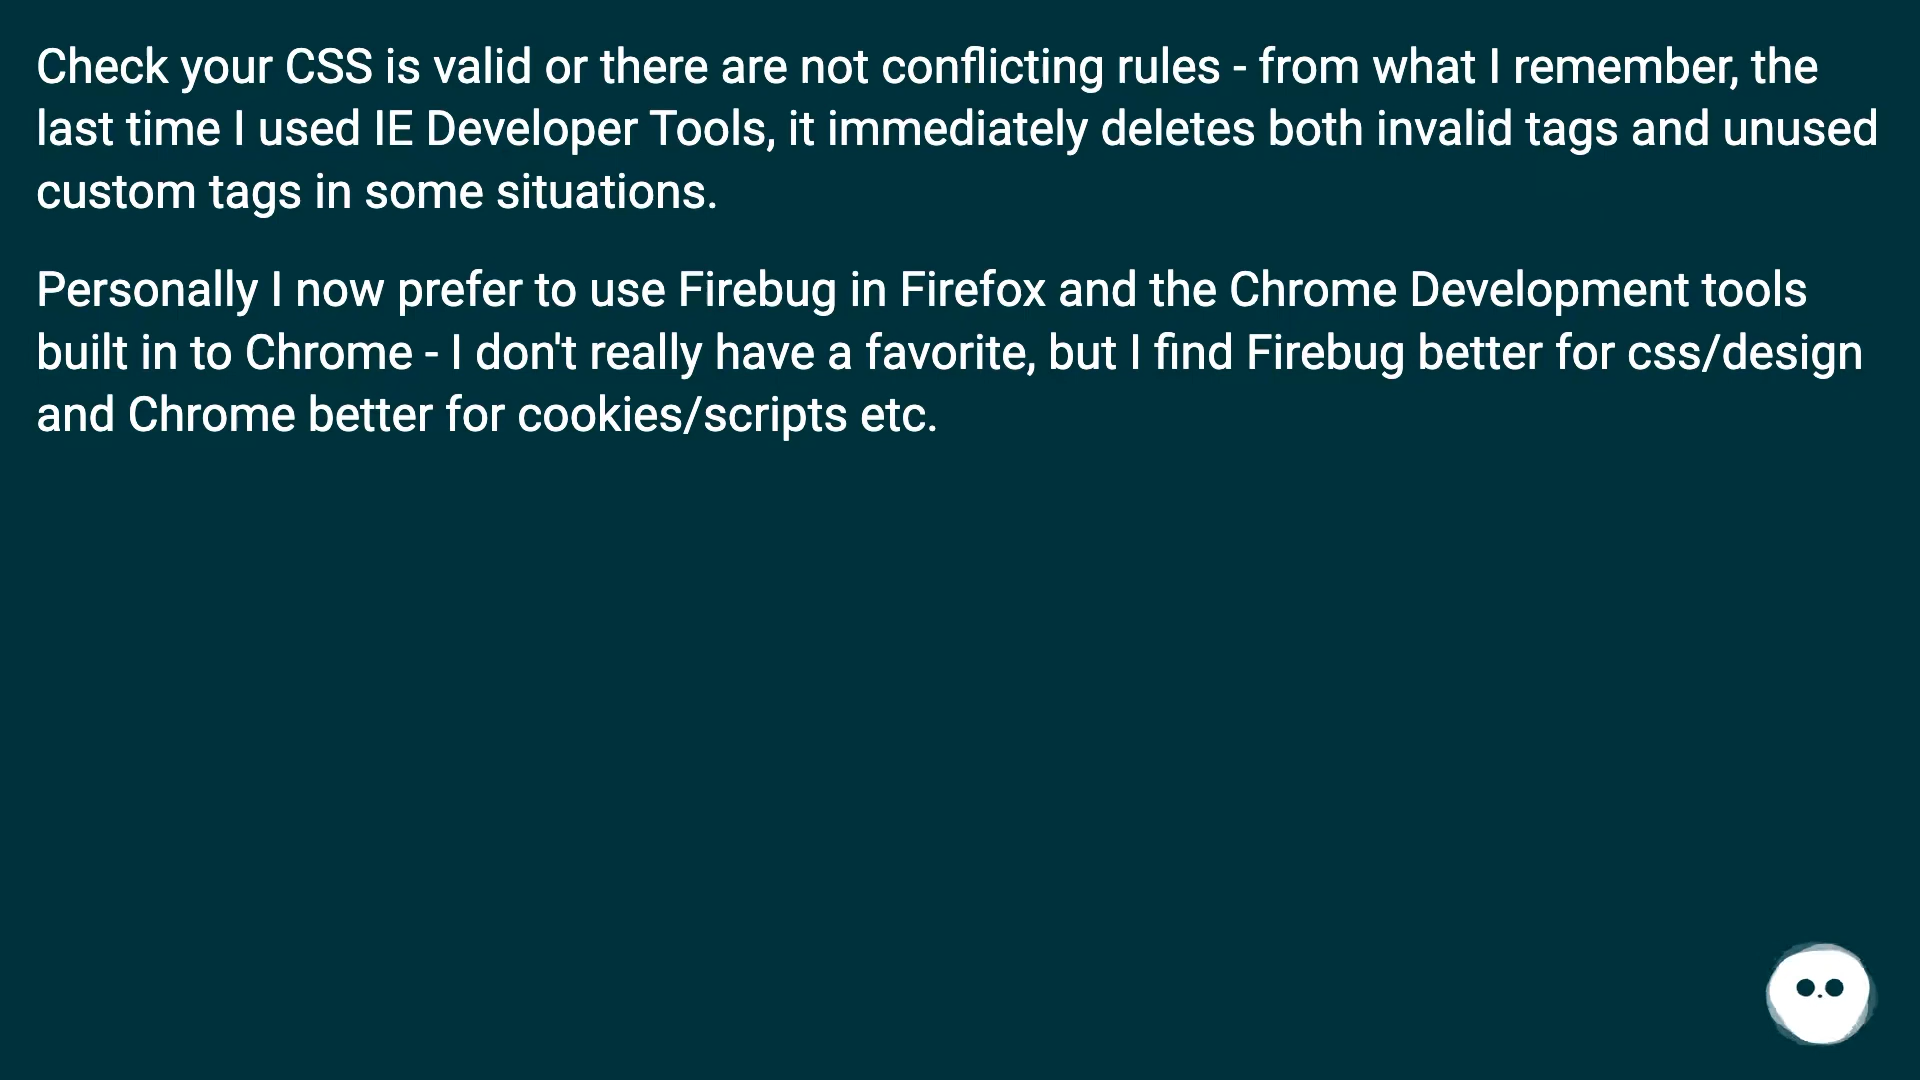 Check your CSS is valid or there are not conflicting rules - from what I remember, the
last time I used IE Developer Tools, it immediately deletes both invalid tags and unused
custom tags in some situations.
Personally I now prefer to use Firebug in Firefox and the Chrome Development tools
built in to Chrome - I don't really have a favorite, but I find Firebug better for css/design
and Chrome better for cookies/scripts etc.